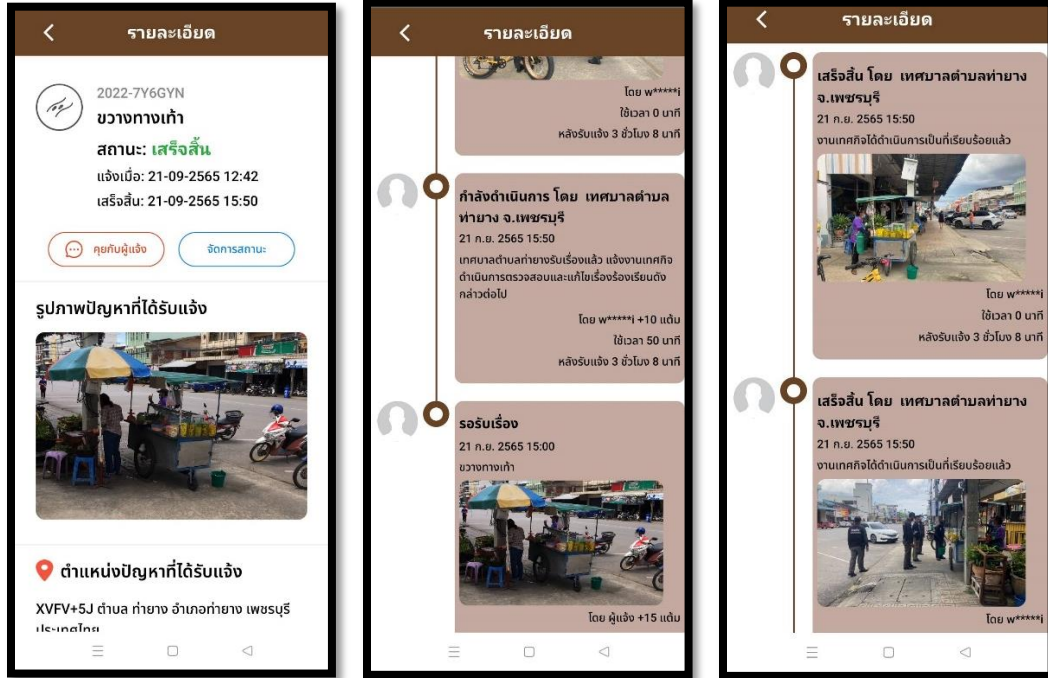 รายละเอียด
2022-7Y6GYN
ขวางทางเท้า
สถานะ: เสร็จสิ้น
แจ้งเมื่อ: 21-09-2565 12:42
เสร็จสิ้น: 21-09-2565 15:50
คุยกับผู้แจ้ง
จัดการสถานะ
รูปภาพปัญหาที่ได้รับแจ้ง
ตำแหน่งปัญหาที่ได้รับแจ้ง
XVFV+5J ตำบล ท่ายาง อำเภอท่ายาง เพชรบุรี
ประเทศไทย
รายละเอียด
โดย w*****i
ใช้เวลา 0 นาที
หลังรับแจ้ง 3 ชั่วโมง 8 นาที
กำลังดำเนินการ โดย เทศบาลตำบล
ท่ายาง จ.เพชรบุรี
21 ก.ย. 2565 15:50
เทศบาลตำบลท่ายางรับเรื่องแล้ว แจ้งงานเทศกิจ
ดำเนินการตรวจสอบและแก้ไขเรื่องร้องเรียนดัง
กล่าวต่อไป
โดย w*****i +10 แต้ม
ใช้เวลา 50 นาที
หลังรับแจ้ง 3 ชั่วโมง 8 นาที
รอรับเรื่อง
21 ก.ย. 2565 15:00
ขวางทางเท้า
โดย ผู้แจ้ง +15 แต้ม
รายละเอียด
เสร็จสิ้น โดย เทศบาลตำบลท่ายาง
จ.เพชรบุรี
21 ก.ย. 2565 15:50
งานเทศกิจได้ดำเนินการเป็นที่เรียบร้อยแล้ว
โดย w*****i
ใช้เวลา 0 นาที
หลังรับแจ้ง 3 ชั่วโมง 8 นาที
เสร็จสิ้น โดย เทศบาลตำบลท่ายาง
จ.เพชรบุรี
21 ก.ย. 2565 15:50
งานเทศกิจได้ดำเนินการเป็นที่เรียบร้อยแล้ว
โดย w*****i